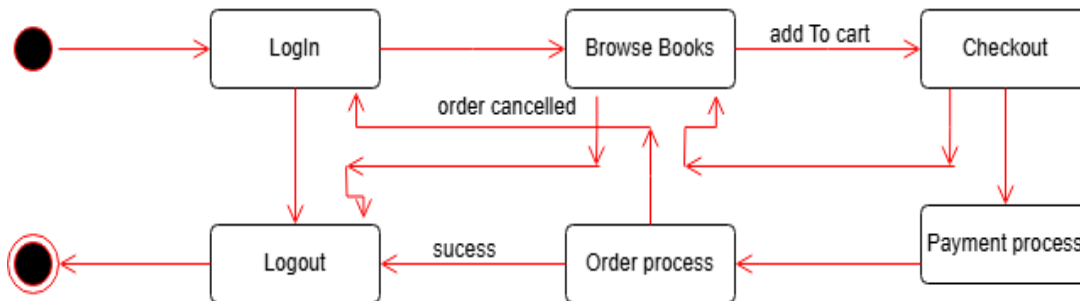 LogIn
Browse Books
add To cart
Checkout
order cancelled
Logout
sucess
Order process
Payment process